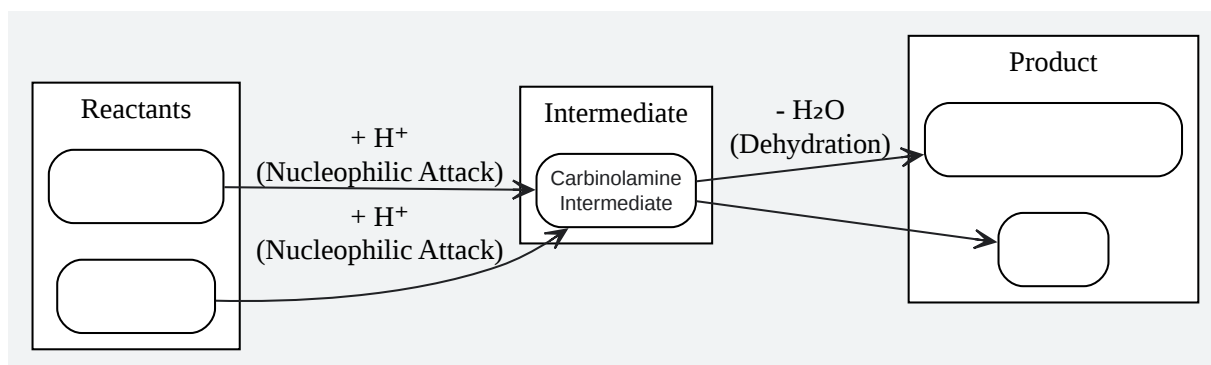 Reactants
+ H⁺
(Nucleophilic Attack)
+ H⁺
(Nucleophilic Attack)
Intermediate
Carbinolamine
Intermediate
- H₂O
(Dehydration)
Product